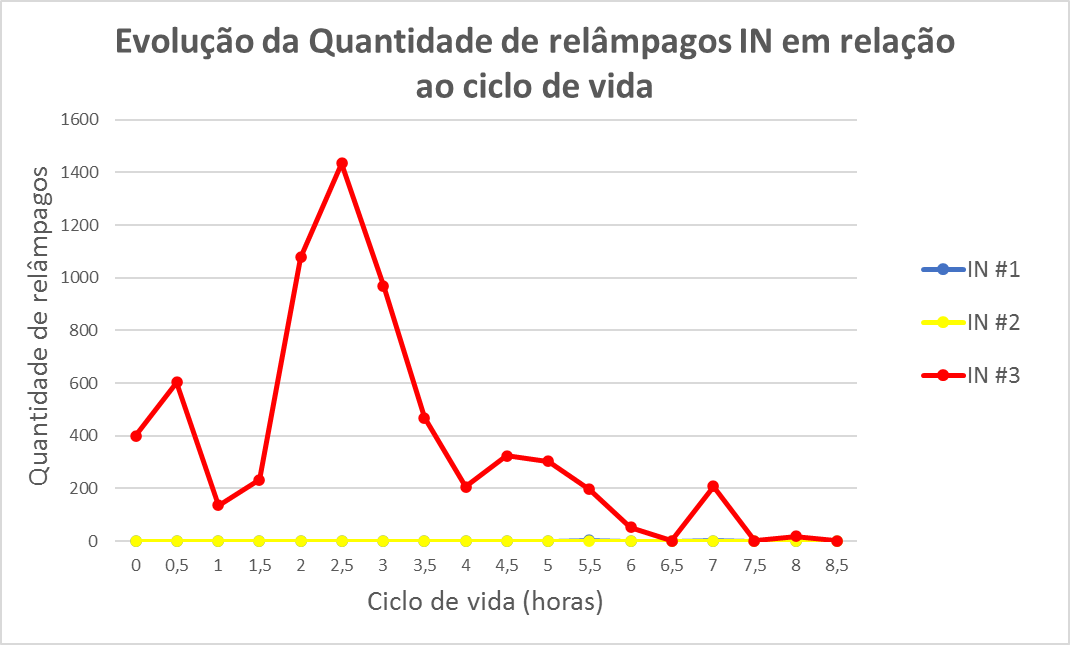 Evolução da Quantidade de relâmpagos IN em relação
ao ciclo de vida
Quantidade de relâmpagos
1600
1400
1200
1000
800
600
400
200
0
0 0,5 1 1,5 2 2,5 3 3,5 4 4,5 5 5,5 6 6,5 7 7,5 8 8,5
Ciclo de vida (horas)
IN #1
IN #2
IN #3